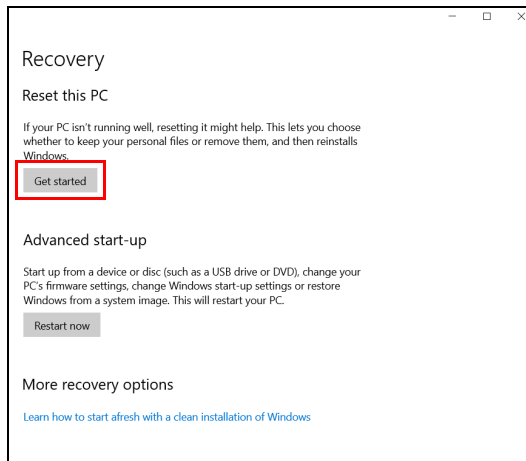 Recovery
Reset this PC
If your PC isn't running well, resetting it might help. This lets you choose
whether to keep your personal files or remove them, and then reinstalls
Windows.
Get started
Advanced start-up
Start up from a device or disc (such as a USB drive or DVD), change your
PC's firmware settings, change Windows start-up settings or restore
Windows from a system image. This will restart your PC.
Restart now
More recovery options
Learn how to start afresh with a clean installation of Windows